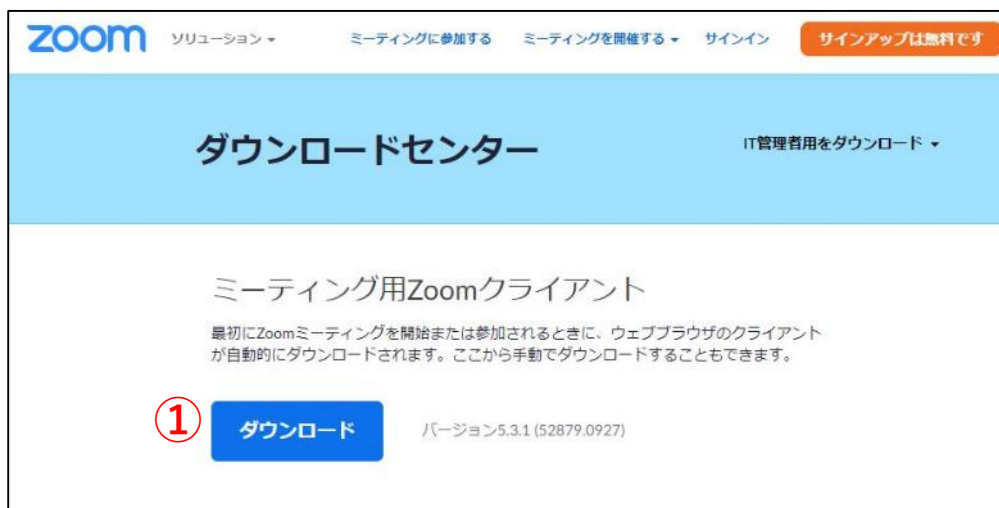 zoom ソリューション ミーティングに参加する ミーティングを開催する サインイン サインアップは無料です
ダウンロードセンター IT管理者用をダウンロード
ミーティング用Zoomクライアント
最初にZoomミーティングを開始または参加されるときに、ウェブブラウザのクライアント
が自動的にダウンロードされます。ここから手動でダウンロードすることもできます。
① ダウンロード バージョン5.3.1 (52879.0927)